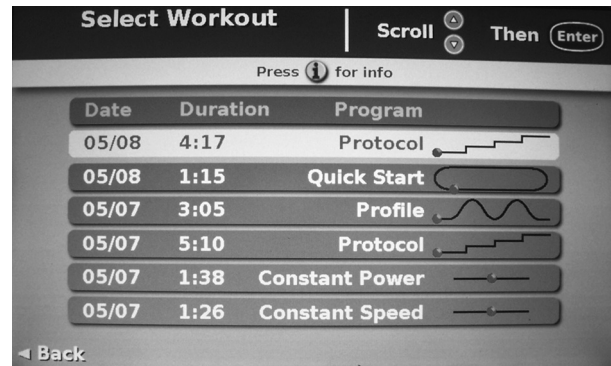 Select Workout
Scroll Then Enter
Press i for info
Date Duration Program
05/08 4:17 Protocol
05/08 1:15 Quick Start
05/07 3:05 Profile
05/07 5:10 Protocol
05/07 1:38 Constant Power
05/07 1:26 Constant Speed
Back